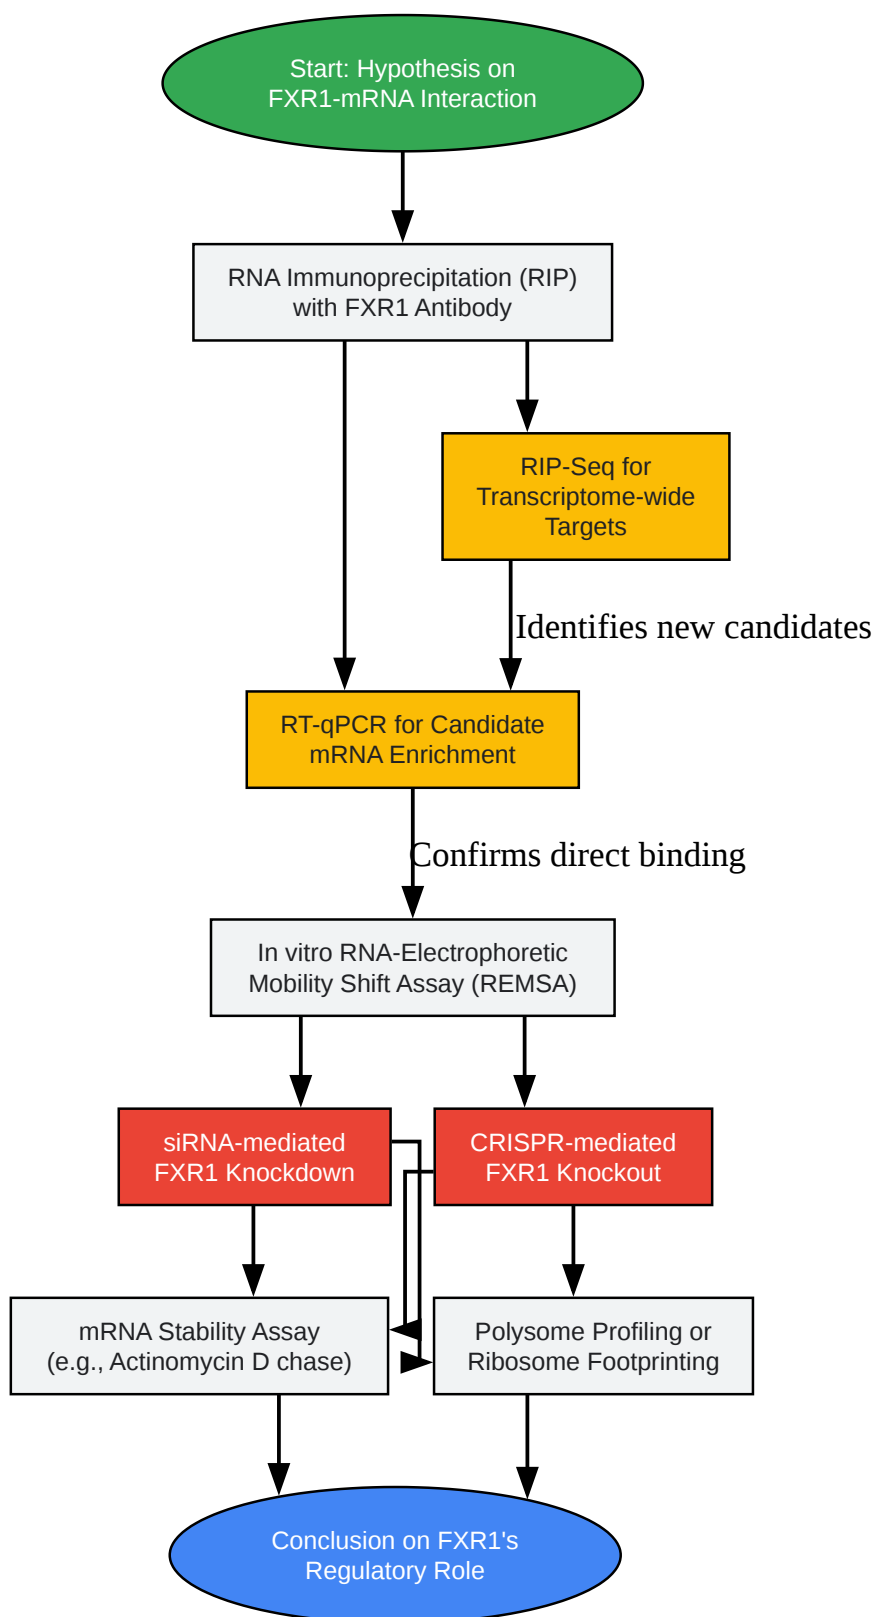 Start: Hypothesis on
FXR1-mRNA Interaction
RNA Immunoprecipitation (RIP)
with FXR1 Antibody
RIP-Seq for
Transcriptome-wide
Targets
Identifies new candidates
RT-qPCR for Candidate
mRNA Enrichment
Confirms direct binding
In vitro RNA-Electrophoretic
Mobility Shift Assay (REMSA)
siRNA-mediated
FXR1 Knockdown
CRISPR-mediated
FXR1 Knockout
mRNA Stability Assay
(e.g., Actinomycin D chase)
Polysome Profiling or
Ribosome Footprinting
Conclusion on FXR1's
Regulatory Role